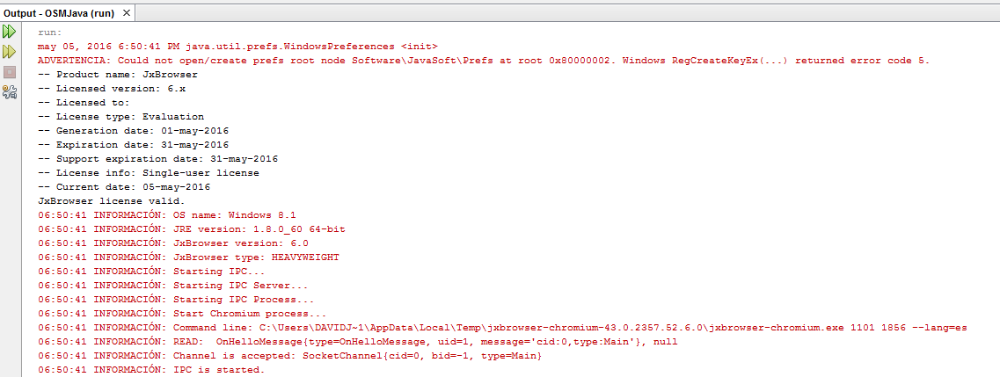 Output - OSMJava (run)
run:
may 05, 2016 6:50:41 PM java.util.prefs.WindowsPreferences <init>
ADVERTENCIA: Could not open/create prefs root node Software\JavaSoft\Prefs at root 0x80000002. Windows RegCreateKeyEx(...) returned error code 5.
-- Product name: JxBrowser
-- Licensed version: 6.x
-- Licensed to:
-- License type: Evaluation
-- Generation date: 01-may-2016
-- Expiration date: 31-may-2016
-- Support expiration date: 31-may-2016
-- License info: Single-user license
-- Current date: 05-may-2016
JxBrowser license valid.
06:50:41 INFORMACIÓN: OS name: Windows 8.1
06:50:41 INFORMACIÓN: JRE version: 1.8.0_60 64-bit
06:50:41 INFORMACIÓN: JxBrowser version: 6.0
06:50:41 INFORMACIÓN: JxBrowser type: HEAVYWEIGHT
06:50:41 INFORMACIÓN: Starting IPC...
06:50:41 INFORMACIÓN: Starting IPC Server...
06:50:41 INFORMACIÓN: Starting IPC Process...
06:50:41 INFORMACIÓN: Start Chromium process...
06:50:41 INFORMACIÓN: Command line: C:\Users\DAVIDJ~1\AppData\Local\Temp\jxbrowser-chromium-43.0.2357.52.6.0\jxbrowser-chromium.exe 1101 1856 --lang=es
06:50:41 INFORMACIÓN: READ:  OnHelloMessage{type=OnHelloMessage, uid=1, message='cid:0,type:Main'}, null
06:50:41 INFORMACIÓN: Channel is accepted: SocketChannel{cid=0, bid=-1, type=Main}
06:50:41 INFORMACIÓN: IPC is started.